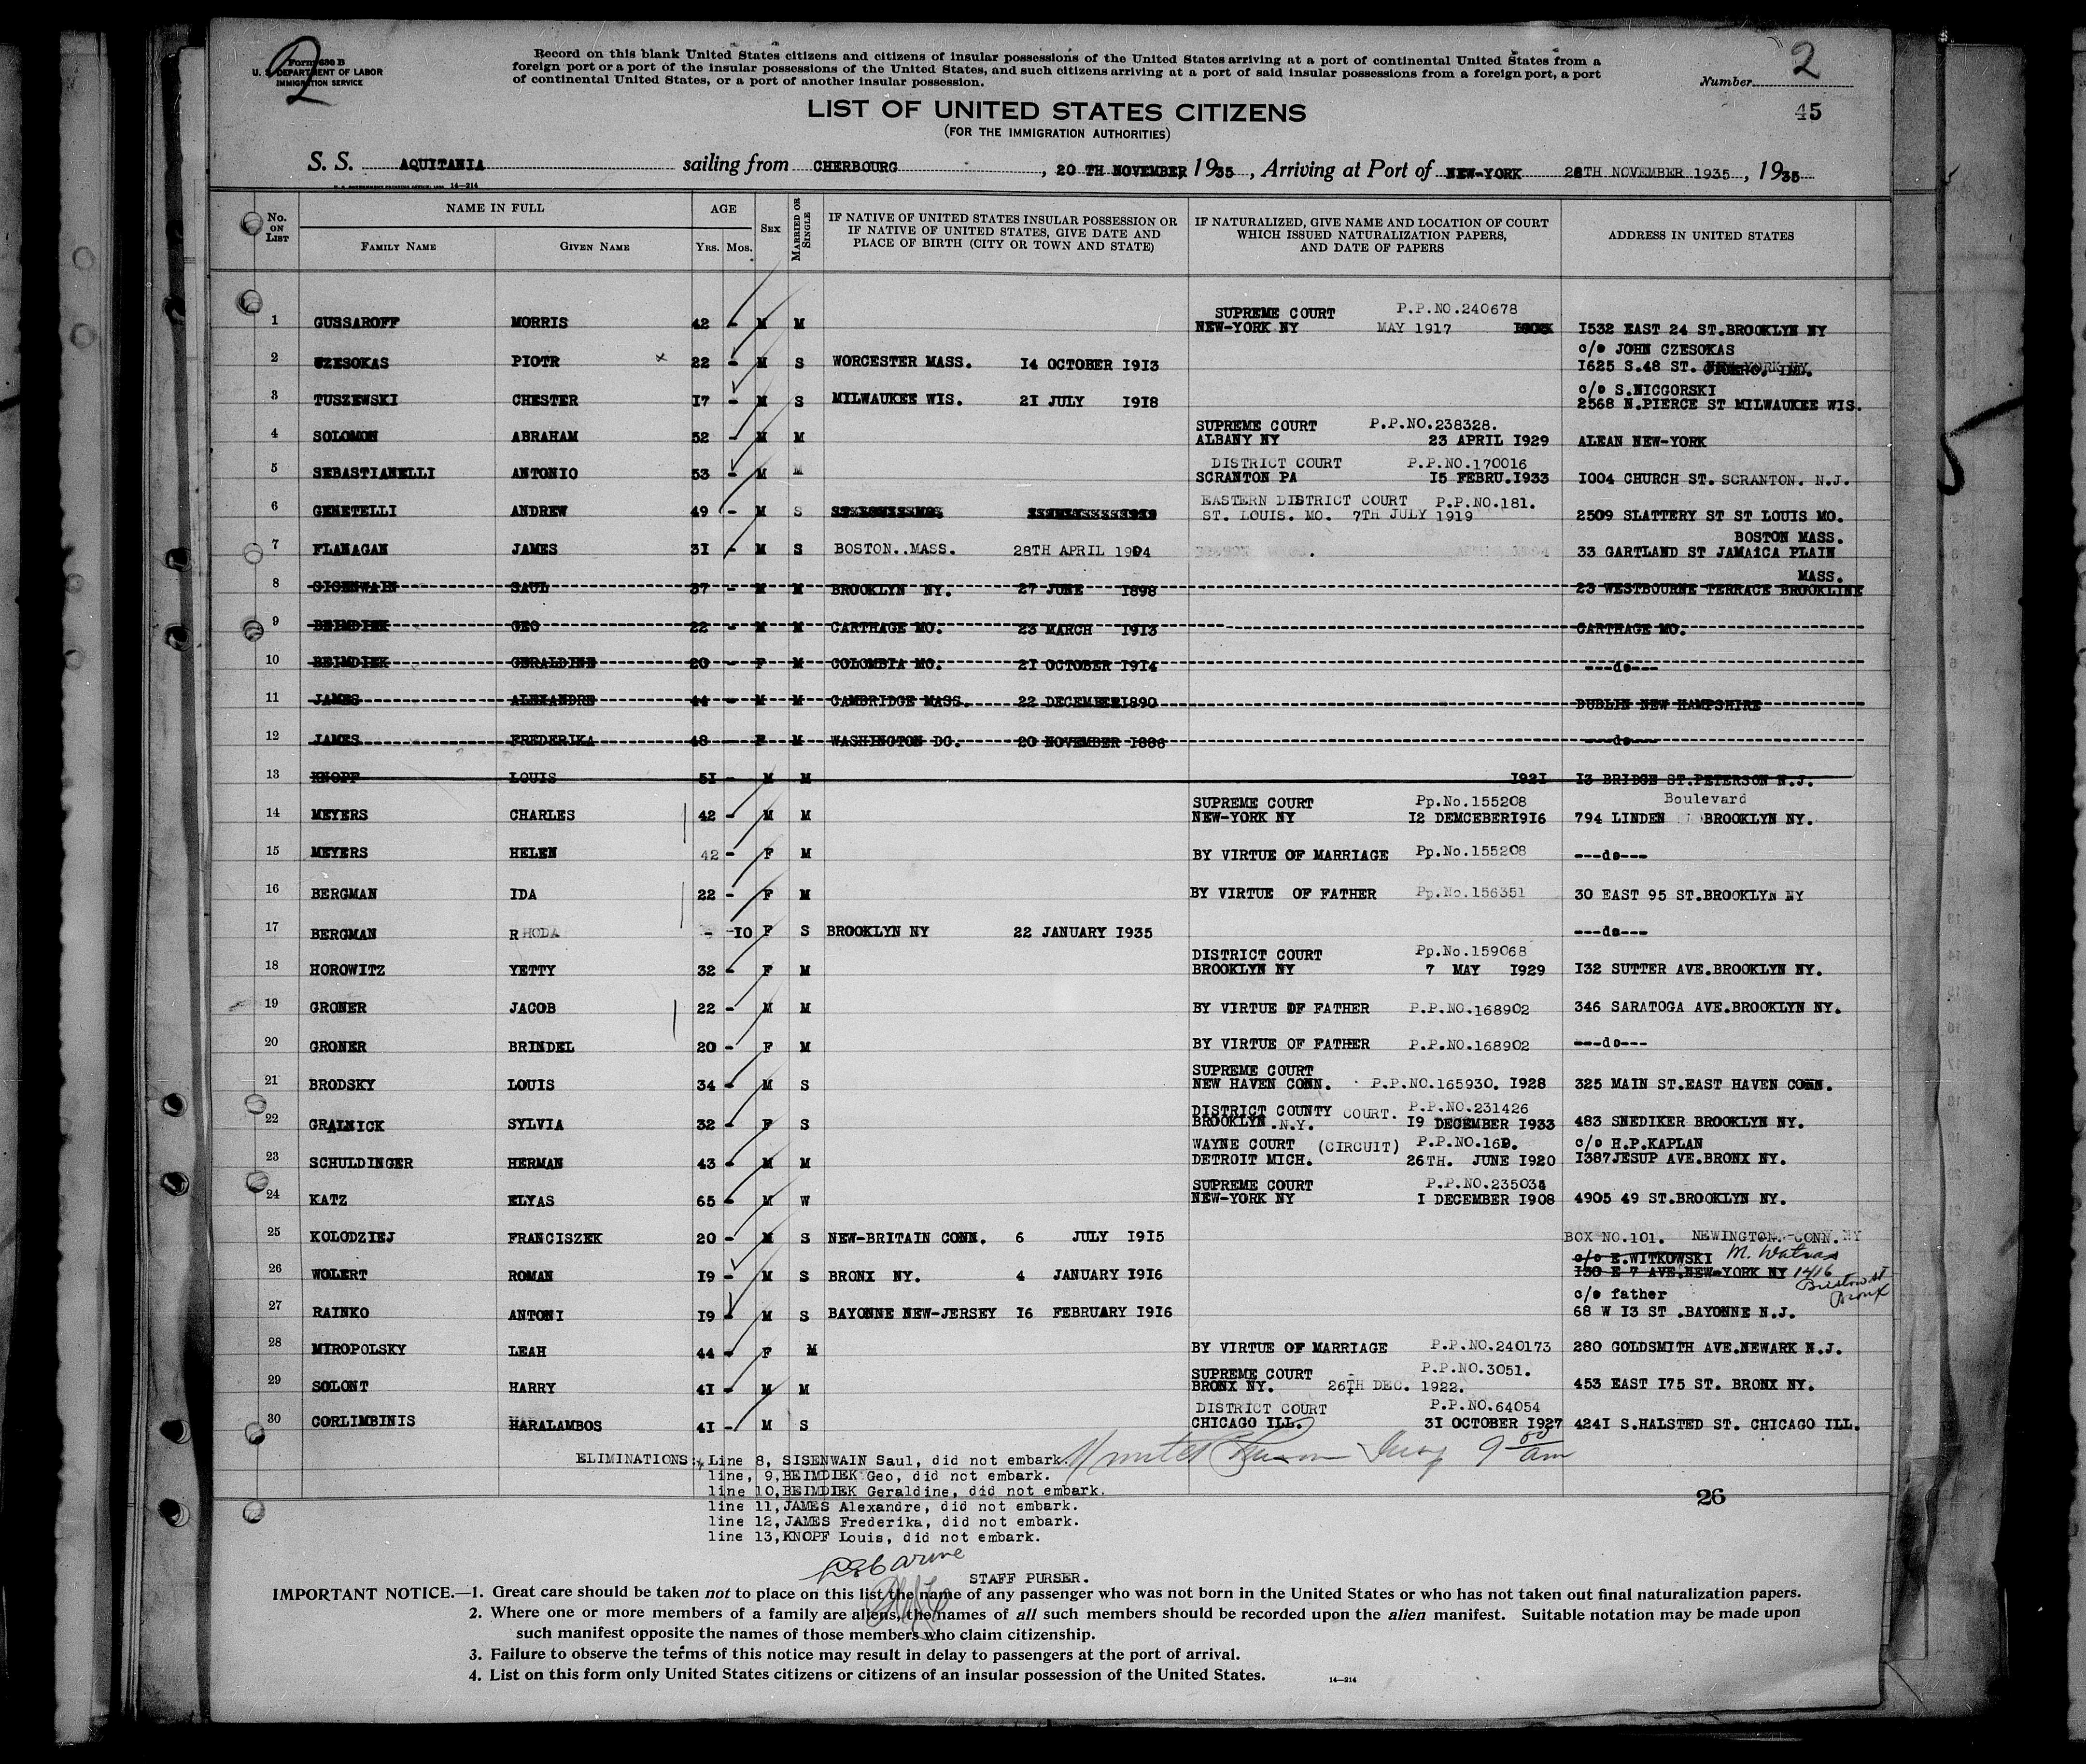 2
Form 630 B
U. S. DEPARTMENT OF LABOR
IMMIGRATION SERVICE
Record on this blank United States citizens and citizens of insular possessions of the United States arriving at a port of continental United States from a
foreign port or a port of the insular possessions of the United States, and such citizens arriving at a port of said insular possessions from a foreign port, a port
of continental United States, or a port of another insular possession.
Number 2
LIST OF UNITED STATES CITIZENS
45
(FOR THE IMMIGRATION AUTHORITIES)
S. S. AQUITANIA sailing from CHERBOURG, 20 TH NOVEMBER 1935, Arriving at Port of NEW-YORK 26TH NOVEMBER 1935, 1935
U. S. GOVERNMENT PRINTING OFFICE 14—214
No. ON LIST NAME IN FULL AGE SEX MARRIED OR SINGLE IF NATIVE OF UNITED STATES INSULAR POSSESSION OR IF NATIVE OF UNITED STATES, GIVE DATE AND PLACE OF BIRTH (CITY OR TOWN AND STATE) IF NATURALIZED, GIVE NAME AND LOCATION OF COURT WHICH ISSUED NATURALIZATION PAPERS, AND DATE OF PAPERS ADDRESS IN UNITED STATES
FAMILY NAME GIVEN NAME YRS. MOS.
SUPREME COURT P.P.NO.240678
1 GUSSAROFF MORRIS 42 - M M NEW-YORK NY MAY 1917 1532 EAST 24 ST.BROOKLYN NY
c/o JOHN CZESOKAS
2 CZESOKAS PIOTR x 22 - M S WORCESTER MASS. 14 OCTOBER 1913 1625 S.48 ST. CICERO. ILL.
c/o S.NICGORSKI
3 TUSZEWSKI CHESTER 17 - M S MILWAUKEE WIS. 21 JULY 1918 2568 N.PIERCE ST MILWAUKEE WIS.
SUPREME COURT P.P.NO.238328.
4 SOLOMON ABRAHAM 52 - M M ALBANY NY 23 APRIL 1929 ALEAN NEW-YORK
DISTRICT COURT P.P.NO.170016
5 SEBASTIANELLI ANTONIO 53 - M M SCRANTON PA 15 FEBRU.1933 1004 CHURCH ST. SCRANTON. N.J.
EASTERN DISTRICT COURT P.P.NO.181.
6 GENETELLI ANDREW 49 - M S ST. LOUIS. MO. 7TH JULY 1919 2509 SLATTERY ST ST LOUIS MO.
BOSTON MASS.
7 FLANAGAN JAMES 31 - M S BOSTON..MASS. 28TH APRIL 1904 33 GARTLAND ST JAMAICA PLAIN
MASS.
8 GIGENWAIN SAUL 37 - M M BROOKLYN NY. 27 JUNE 1898 23 WESTBOURNE TERRACE BROOKLINE
9 BEIMDIEK GEO 22 - M M CARTHAGE MO. 23 MARCH 1913 CARTHAGE MO.
10 BEIMDIEK GERALDINE 20 - F M COLOMBIA MO. 21 OCTOBER 1914 ---do---
11 JAMES ALEXANDRE 44 - M M CAMBRIDGE MASS. 22 DECEMBER1890 DUBLIN NEW HAMPSHIRE
12 JAMES FREDERIKA 48 F M WASHINGTON DC. 20 NOVEMBER 1886 ---do---
13 KNOPF LOUIS 51 - M M 1921 13 BRIDGE ST.PETERSON N.J.
SUPREME COURT Pp.No.155208 Boulevard
14 MEYERS CHARLES 42 - M M NEW-YORK NY 12 DEMCEBER1916 794 LINDEN BROOKLYN NY.
15 MEYERS HELEN 42 - F M BY VIRTUE OF MARRIAGE Pp.No.155208 ---do---
16 BERGMAN IDA 22 - F M BY VIRTUE OF FATHER Pp.No.156351 30 EAST 95 ST.BROOKLYN NY
17 BERGMAN RHODA - -10 F S BROOKLYN NY 22 JANUARY 1935 ---do---
DISTRICT COURT Pp.No.159068
18 HOROWITZ YETTY 32 - F M BROOKLYN NY 7 MAY 1929 132 SUTTER AVE.BROOKLYN NY.
19 GRONER JACOB 22 - M M BY VIRTUE OF FATHER P.P.NO.168902 346 SARATOGA AVE.BROOKLYN NY.
20 GRONER BRINDEL 20 - F M BY VIRTUE OF FATHER P.P.NO.168902 ---do---
SUPREME COURT
21 BRODSKY LOUIS 34 - M S NEW HAVEN CONN. P.P.NO.165930. 1928 325 MAIN ST.EAST HAVEN CONN.
DISTRICT COUNTY COURT. P.P.NO.231426
22 GRALNICK SYLVIA 32 - F S BROOKLYN .N.Y. 19 DECEMBER 1933 483 SNEDIKER BROOKLYN NY.
WAYNE COURT (CIRCUIT) P.P.NO.16D. c/o H.P.KAPLAN
23 SCHULDINGER HERMAN 43 - M M DETROIT MICH. 26TH. JUNE 1920 1387JESUP AVE.BRONX NY.
SUPREME COURT P.P.NO.235034
24 KATZ ELYAS 65 - M W NEW-YORK NY 1 DECEMBER 1908 4905 49 ST.BROOKLYN NY.
25 KOLODZIEJ FRANCISZEK 20 - M S NEW-BRITAIN CONN. 6 JULY 1915 BOX NO.101. NEWINGTON.-CONN.NY
c/o E.WITKOWSKI M. Watras
26 WOLERT ROMAN 19 - M S BRONX NY. 4 JANUARY 1916 130 E 7 AVE.NEW-YORK NY 1416 Bristow st Bronx
c/o father
27 RAINKO ANTONI 19 - M S BAYONNE NEW-JERSEY 16 FEBRUARY 1916 68 W 13 ST .BAYONNE N.J.
28 MIROPOLSKY LEAH 44 - F M BY VIRTUE OF MARRIAGE P.P.NO.240173 280 GOLDSMITH AVE.NEWARK N.J.
SUPREME COURT P.P.NO.3051.
29 SOLONT HARRY 41 - M M BRONX NY. 26TH DEC. 1922. 453 EAST 175 ST. BRONX NY.
DISTRICT COURT P.P.NO.64054
30 CORLIMBINIS HARALAMBOS 41 - M S CHICAGO ILL. 31 OCTOBER 1927 4241 S.HALSTED ST. CHICAGO ILL.
9 00 am
ELIMINATIONS: Line 8, SISENWAIN Saul, did not embark.
line, 9,BEIMDIEK Geo, did not embark.
line 10,BEIMDIEK Geraldine, did not embark.
line 11,JAMES Alexandre, did not embark.
line 12,JAMES Frederika, did not embark.
line 13,KNOPF Louis, did not embark.
26
STAFF PURSER.
IMPORTANT NOTICE.—1. Great care should be taken not to place on this list the name of any passenger who was not born in the United States or who has not taken out final naturalization papers.
2. Where one or more members of a family are aliens, the names of all such members should be recorded upon the alien manifest. Suitable notation may be made upon
such manifest opposite the names of those members who claim citizenship.
3. Failure to observe the terms of this notice may result in delay to passengers at the port of arrival.
4. List on this form only United States citizens or citizens of an insular possession of the United States.
14—214